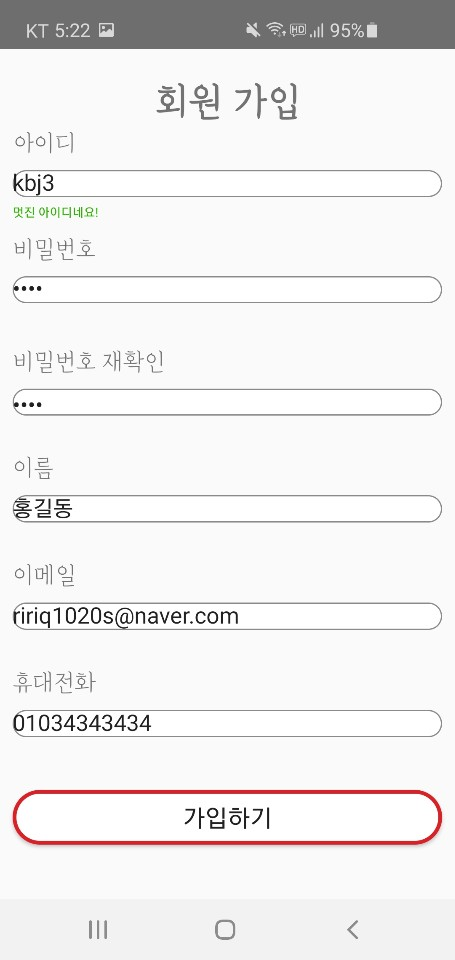 KT 5:22 HD 95%
회원 가입
아이디
kbj3
멋진 아이디네요!
비밀번호
••••
비밀번호 재확인
••••
이름
홍길동
이메일
ririq1020s@naver.com
휴대전화
01034343434
가입하기